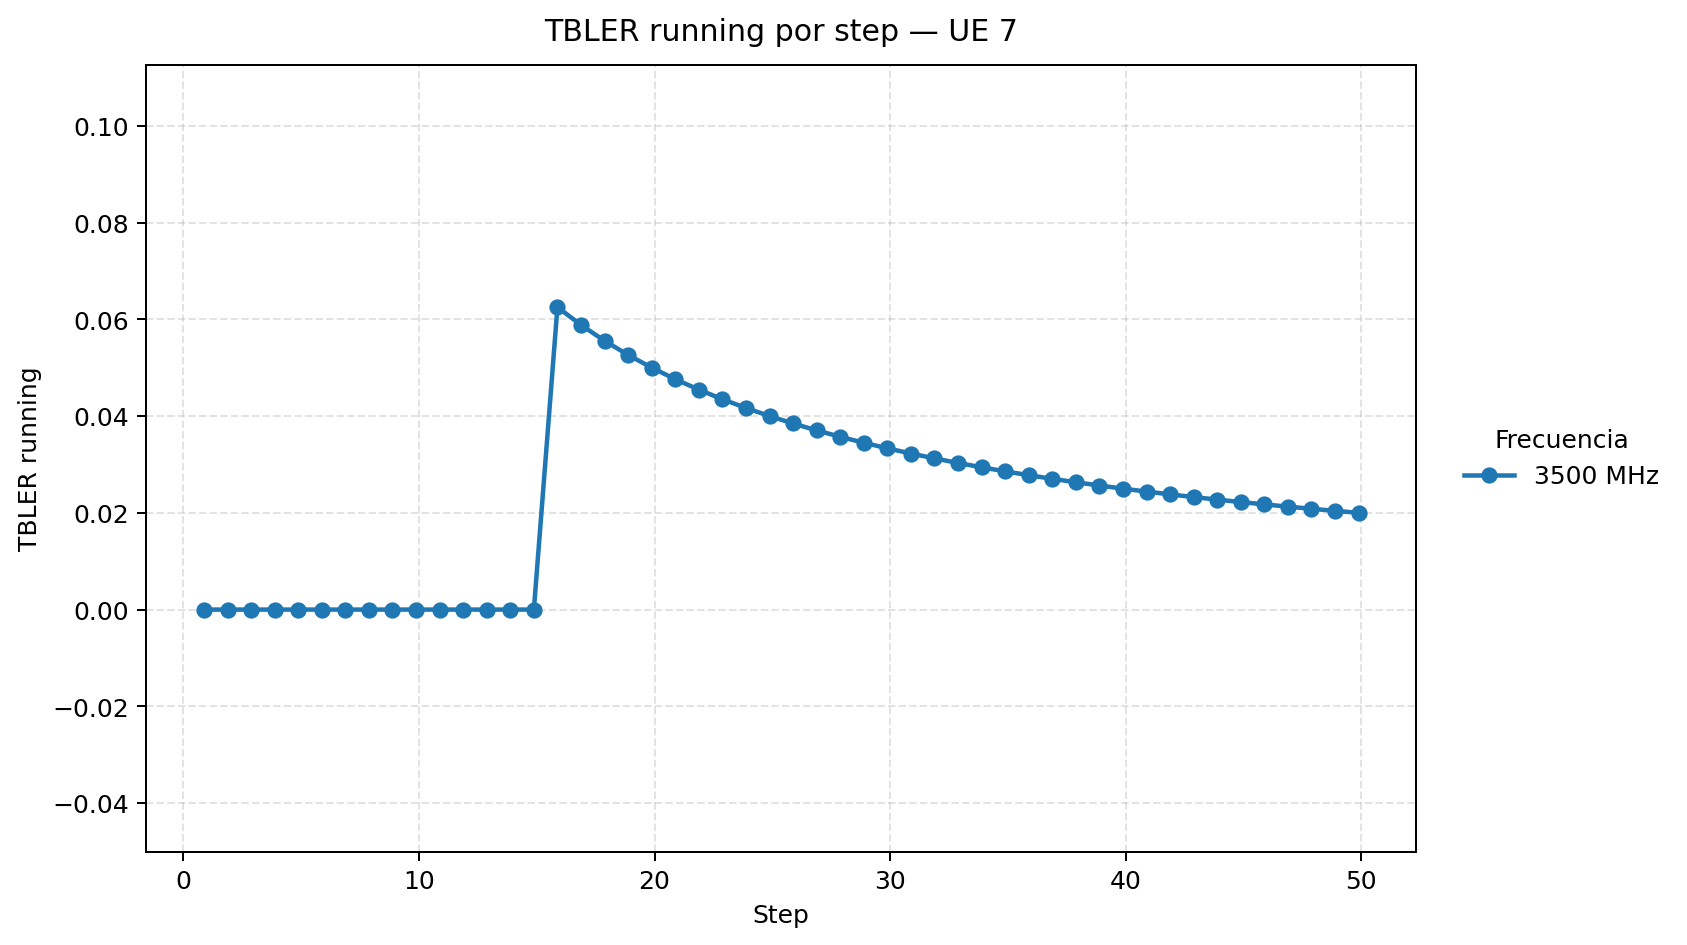 TBLER running por step — UE 7
TBLER running
0.10
0.08
0.06
0.04
0.02
0.00
−0.02
−0.04
0 10 20 30 40 50
Step
Frecuencia
3500 MHz